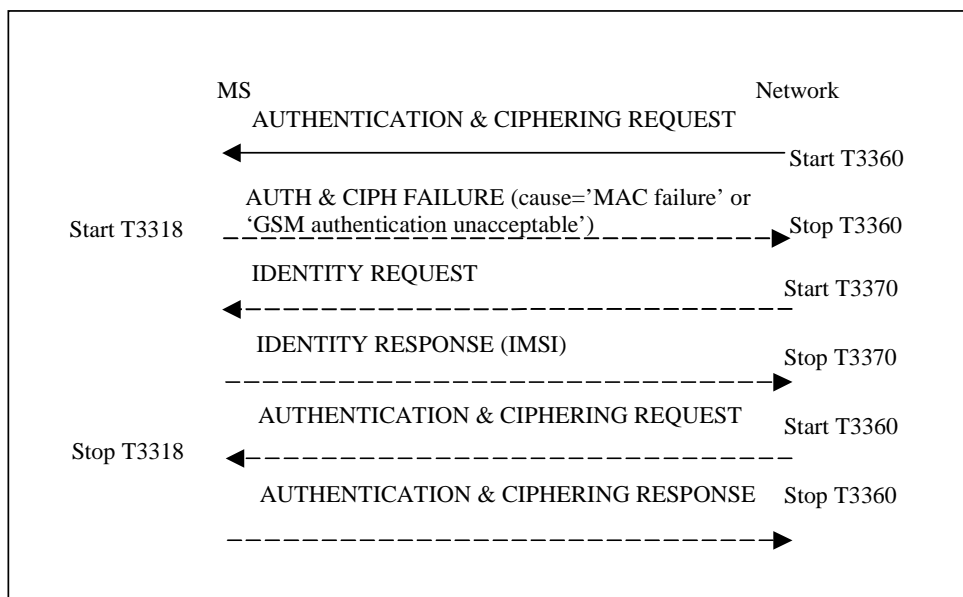 MS Network
AUTHENTICATION & CIPHERING REQUEST
Start T3360
AUTH & CIPH FAILURE (cause=’MAC failure’ or
‘GSM authentication unacceptable’)
Start T3318
Stop T3360
IDENTITY REQUEST
Start T3370
IDENTITY RESPONSE (IMSI)
Stop T3370
AUTHENTICATION & CIPHERING REQUEST
Start T3360
Stop T3318
AUTHENTICATION & CIPHERING RESPONSE
Stop T3360